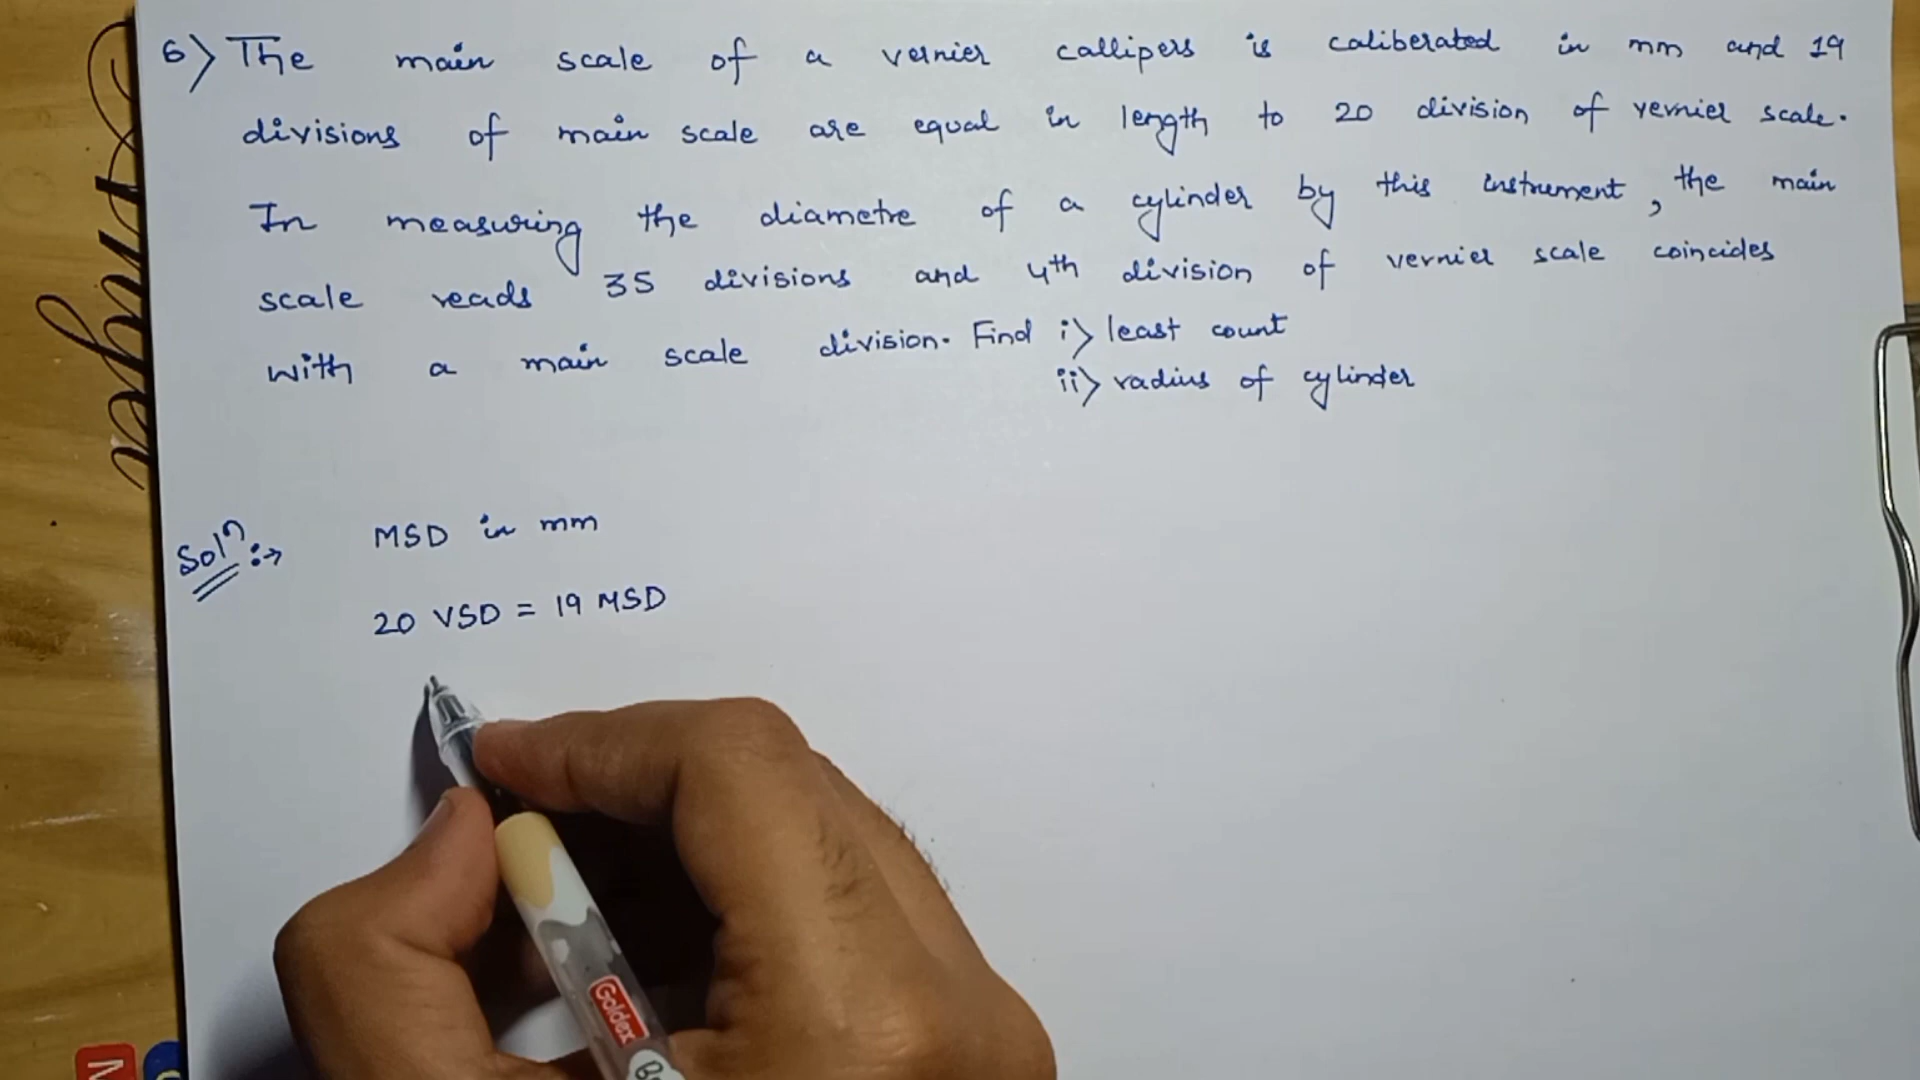 6) The main scale of a vernier callipers is caliberated in mm and 19
divisions of main scale are equal in length to 20 division of vernier scale.
In measuring the diametre of a cylinder by this instrument, the main
scale reads 35 divisions and 4th division of vernier scale coincides
with a main scale division. Find i) least count
ii) radius of cylinder
Soln :→ MSD in mm
20 VSD = 19 MSD
Goldex